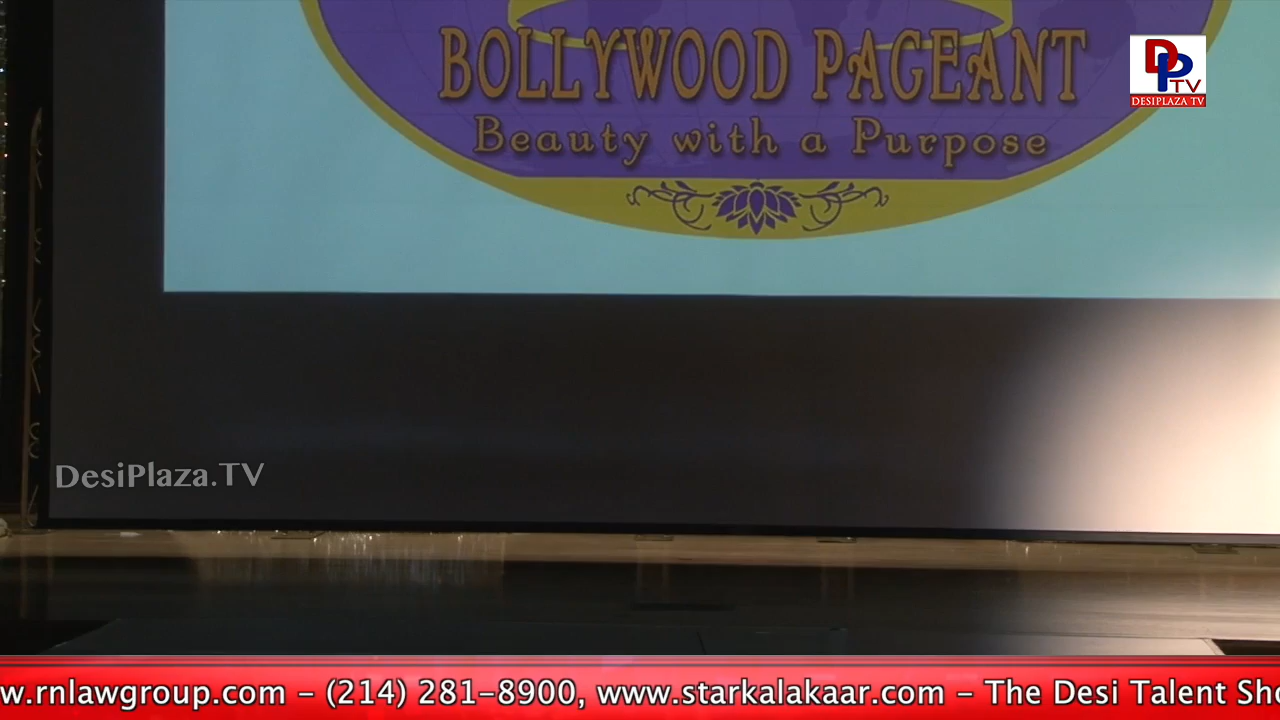 BOLLYWOOD PAGEANT
Beauty with a Purpose
DP TV
DESIPLAZA TV
DesiPlaza.TV
w.rnlawgroup.com – (214) 281–8900, www.starkalakaar.com – The Desi Talent Sho